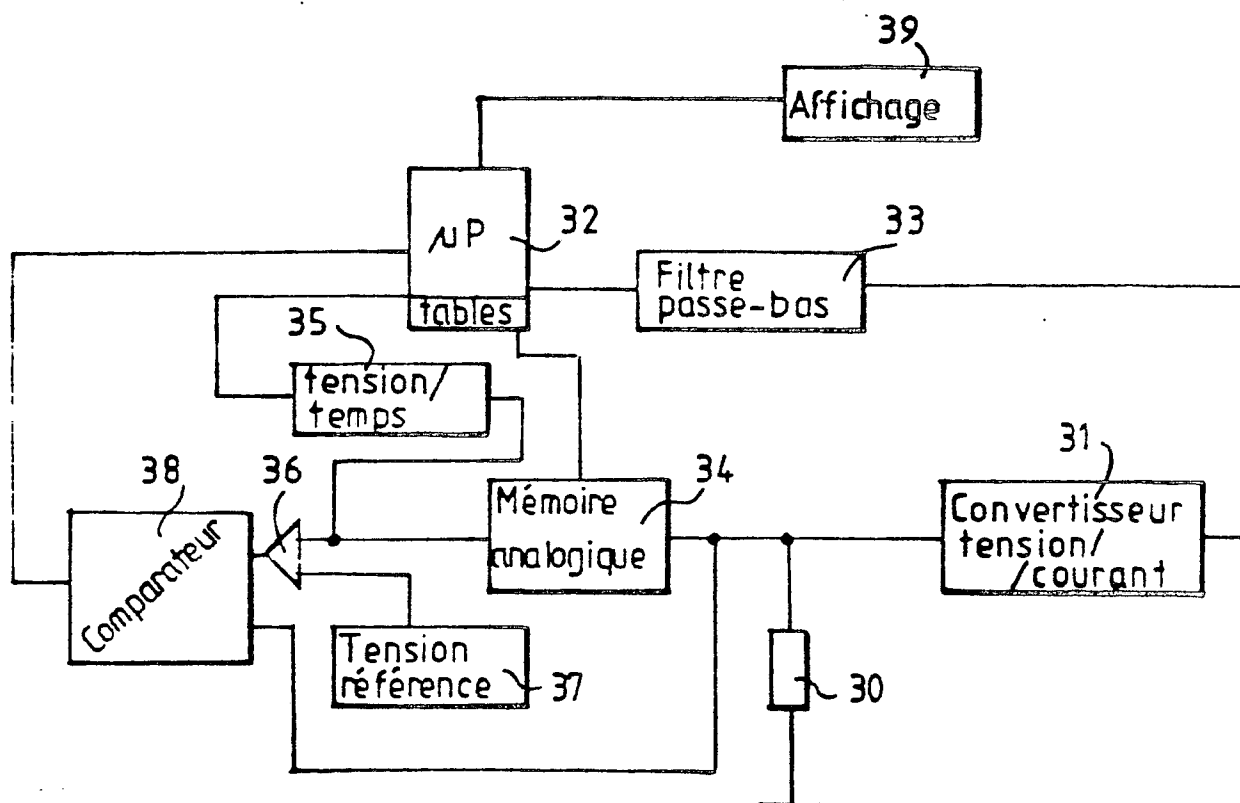 39
Affichage
µP
32
33
Filtre
passe-bas
tables
35
tension/
temps
31
38
36
34
Mémoire
analogique
Convertisseur
tension/
/courant
Comparateur
Tension
référence
37
30